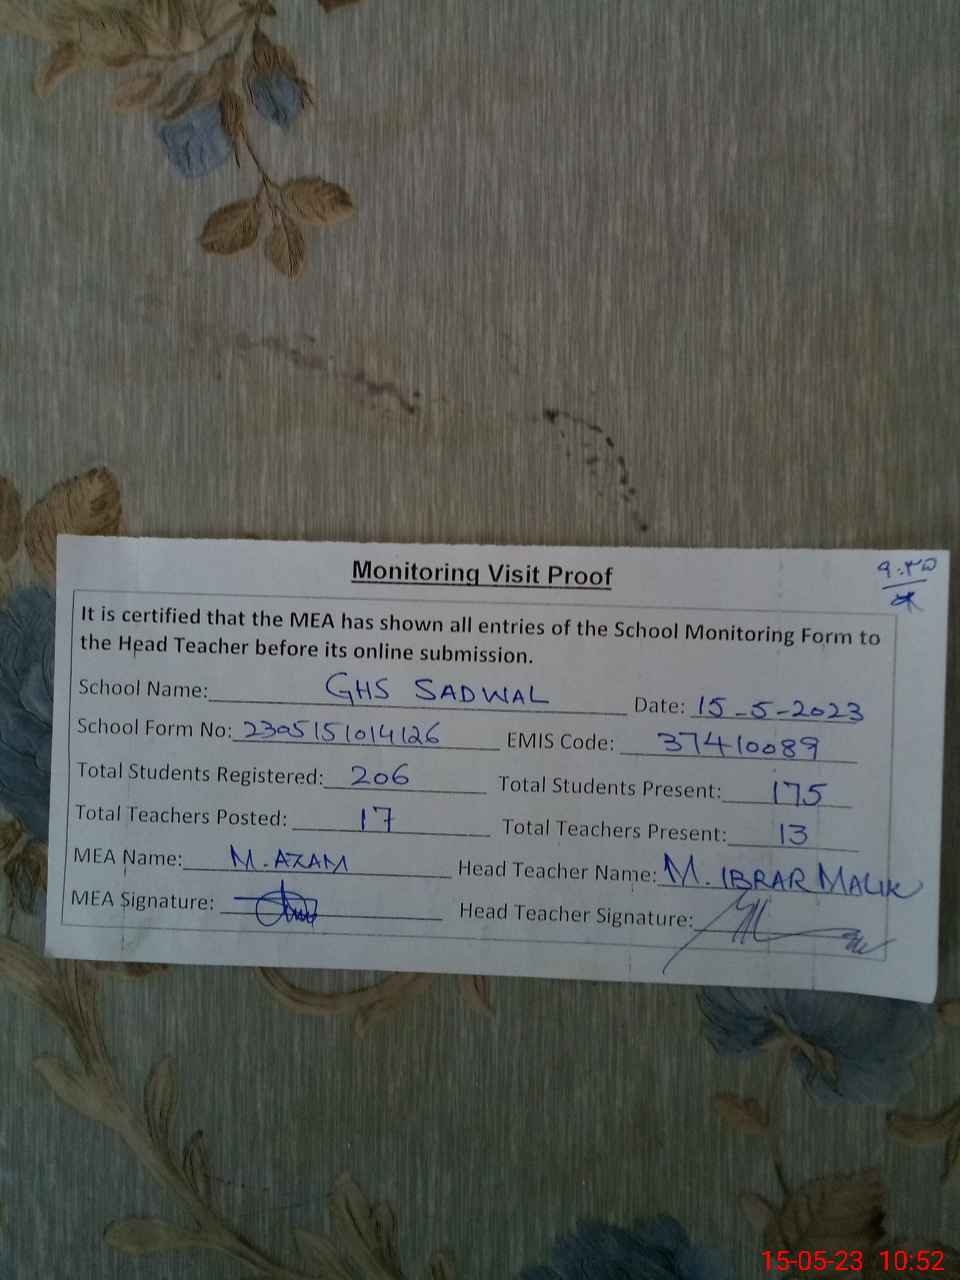 Monitoring Visit Proof
۹:۳۵
It is certified that the MEA has shown all entries of the School Monitoring Form to
the Head Teacher before its online submission.
School Name: GHS SADWAL Date: 15-5-2023
School Form No: 2305151014126 EMIS Code: 37410089
Total Students Registered: 206 Total Students Present: 175
Total Teachers Posted: 17 Total Teachers Present: 13
MEA Name: M. AZAM Head Teacher Name: M. IBRAR MALIK
MEA Signature: Head Teacher Signature:
15-05-23 10:52